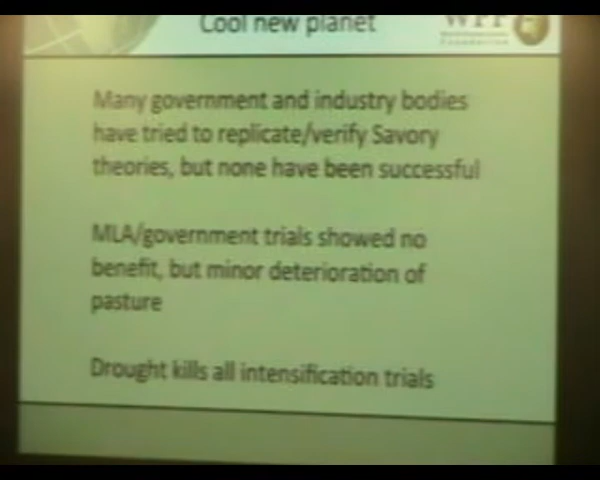 Cool new planet
WPF
Many government and industry bodies
have tried to replicate/verify Savory
theories, but none have been successful
MLA/government trials showed no
benefit, but minor deterioration of
pasture
Drought kills all intensification trials